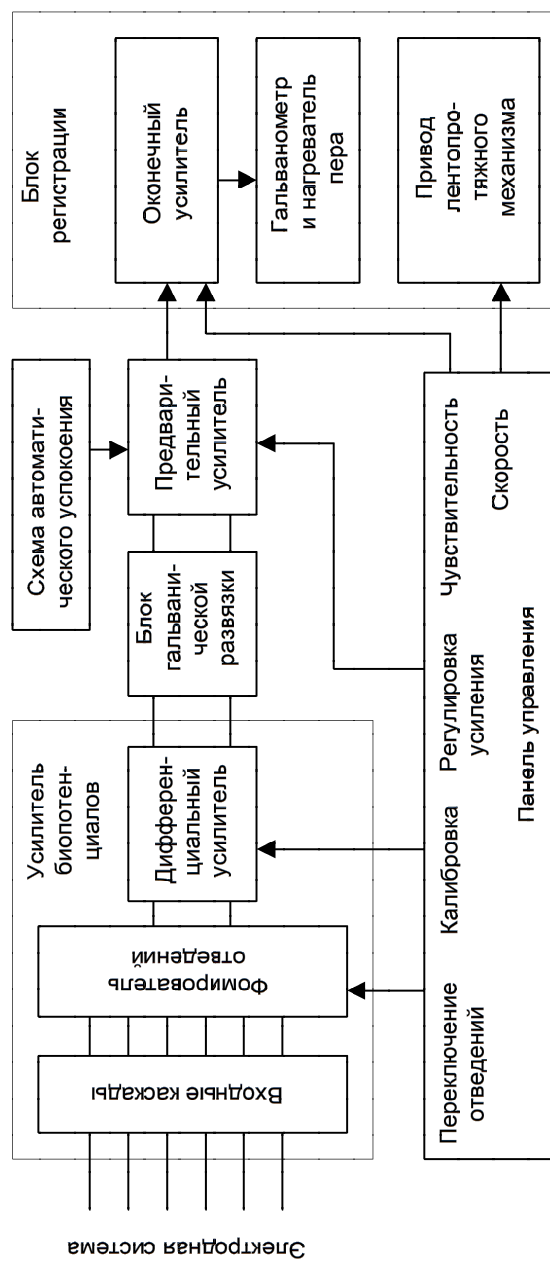 Электродная система
Входные каскады
Фомирователь
отведений
Усилитель
биопотен-
циалов
Дифферен-
циальный
усилитель
Блок
гальвани-
ческой
развязки
Схема автомати-
ческого успокоения
Предвари-
тельный
усилитель
Блок
регистрации
Оконечный
усилитель
Гальванометр
и нагреватель
пера
Привод
лентопро-
тяжного
механизма
Переключение
отведений
Калибровка
Регулировка
усиления
Чувствительность
Скорость
Панель управления